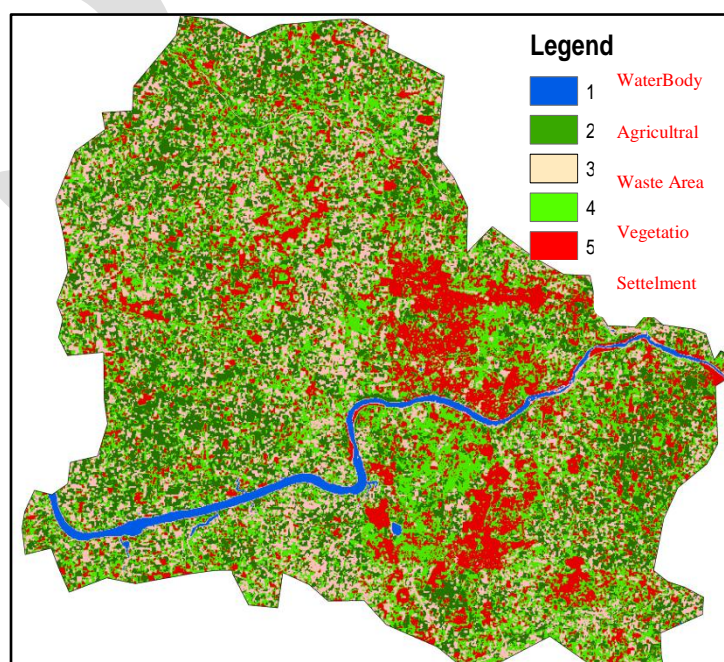 Legend
1 WaterBody
2 Agricultral
3 Waste Area
4 Vegetatio
5 Settelment